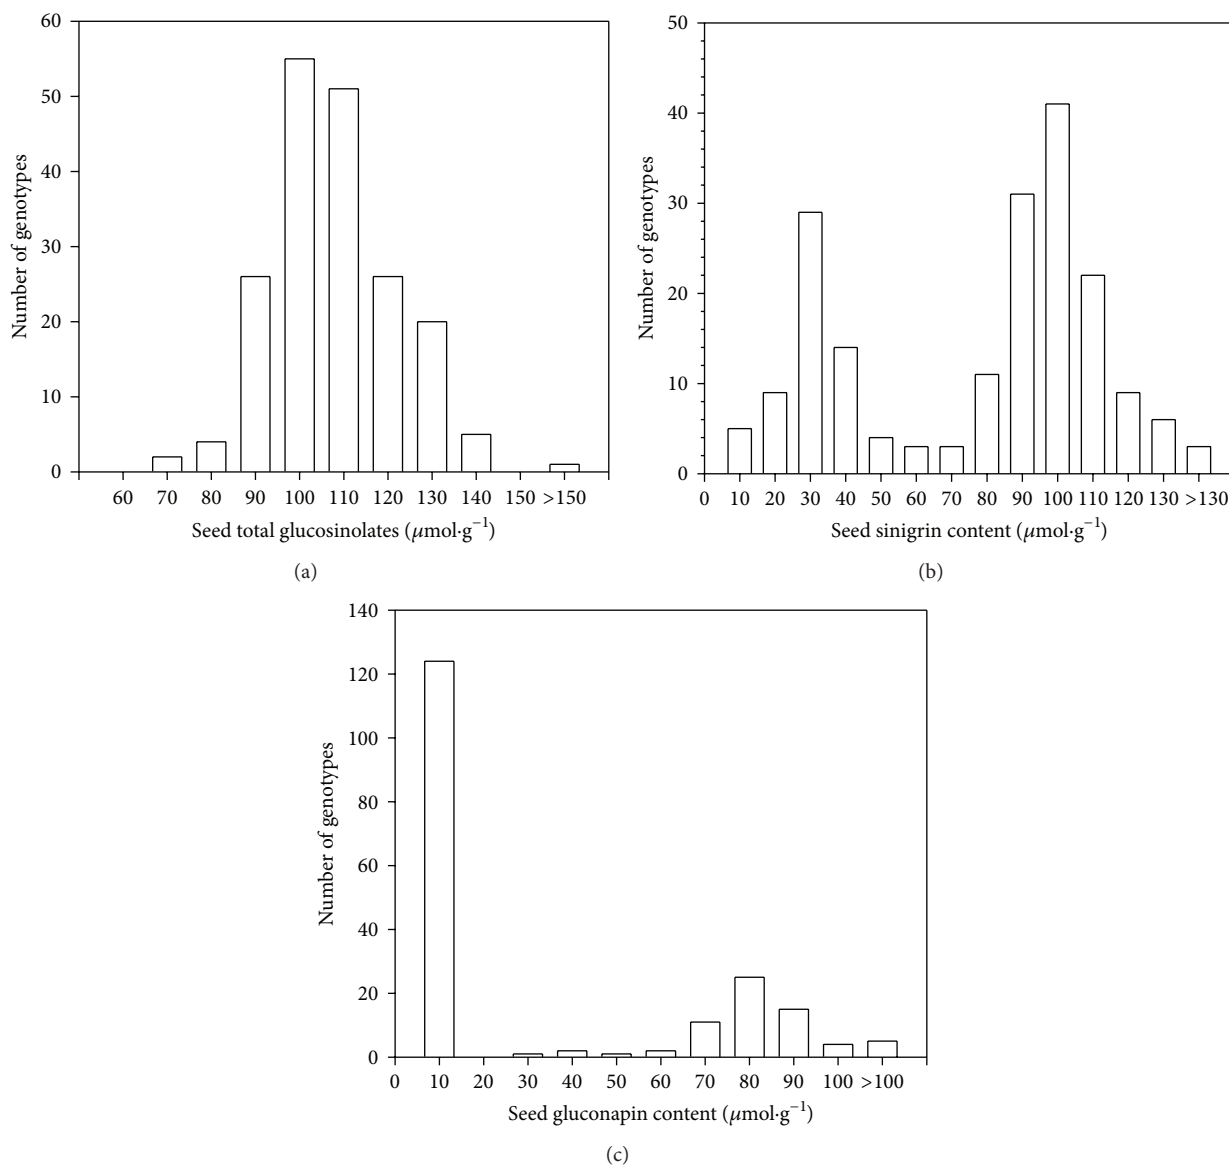 60
50
40
30
20
10
0
Number of genotypes
60 70 80 90 100 110 120 130 140 150 >150
Seed total glucosinolates (μmol·g⁻¹)
(a)
50
40
30
20
10
0
Number of genotypes
0 10 20 30 40 50 60 70 80 90 100 110 120 130 >130
Seed sinigrin content (μmol·g⁻¹)
(b)
140
120
100
80
60
40
20
0
Number of genotypes
0 10 20 30 40 50 60 70 80 90 100 >100
Seed gluconapin content (μmol·g⁻¹)
(c)